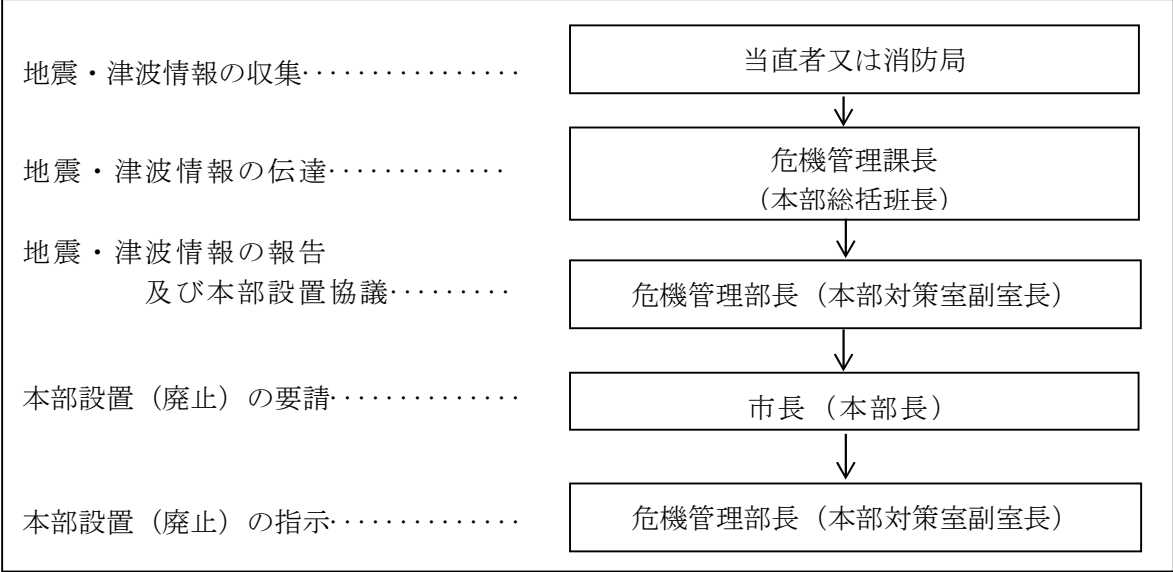 地震・津波情報の収集················
当直者又は消防局
地震・津波情報の伝達·············
危機管理課長
（本部総括班長）
地震・津波情報の報告
及び本部設置協議·········
危機管理部長（本部対策室副室長）
本部設置（廃止）の要請··············
市長（本部長）
本部設置（廃止）の指示··············
危機管理部長（本部対策室副室長）